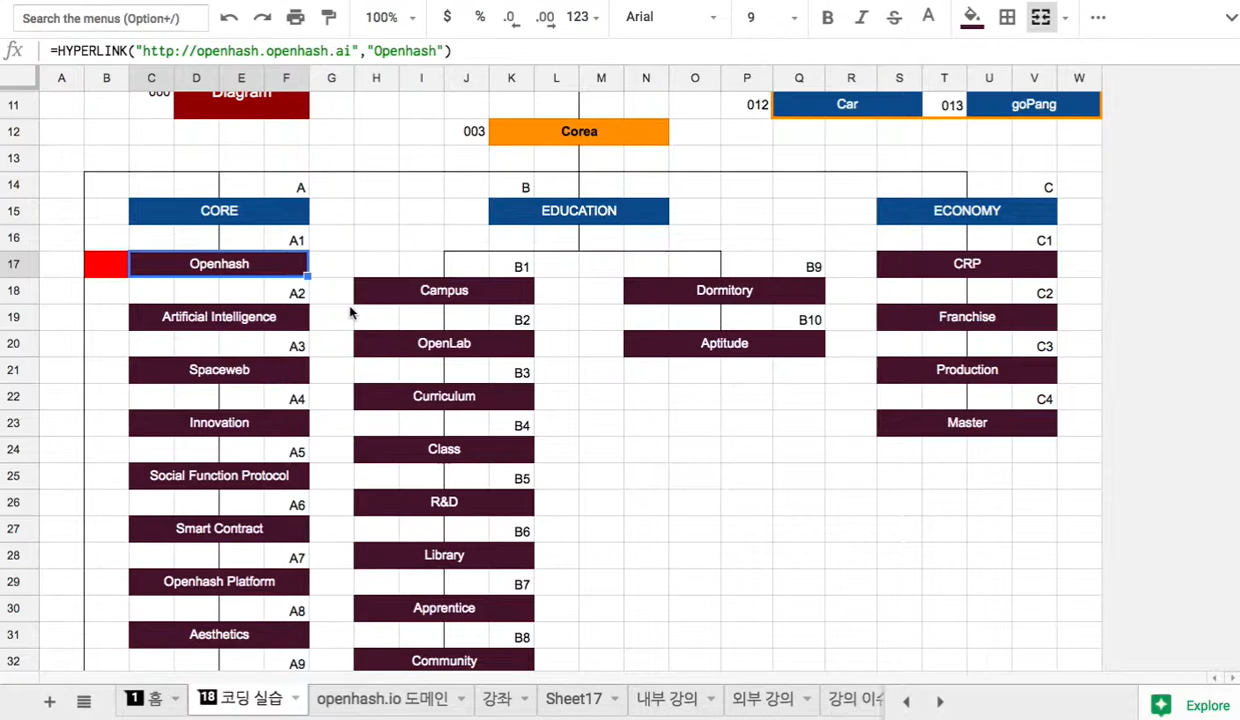 Search the menus (Option+/) 100% $ % .0 .00 123 Arial 9 B I S A
fx =HYPERLINK("http://openhash.openhash.ai","Openhash")
A B C D E F G H I J K L M N O P Q R S T U V W
11 000 Diagram 012 Car 013 goPang
12 003 Corea
13
14 A B C
15 CORE EDUCATION ECONOMY
16 A1 C1
17 Openhash B1 B9 CRP
18 A2 Campus Dormitory C2
19 Artificial Intelligence B2 B10 Franchise
20 A3 OpenLab Aptitude C3
21 Spaceweb B3 Production
22 A4 Curriculum C4
23 Innovation B4 Master
24 A5 Class
25 Social Function Protocol B5
26 A6 R&D
27 Smart Contract B6
28 A7 Library
29 Openhash Platform B7
30 A8 Apprentice
31 Aesthetics B8
32 A9 Community
1 홈 18 코딩 실습 openhash.io 도메인 강좌 Sheet17 내부 강의 외부 강의 강의 이슈 Explore